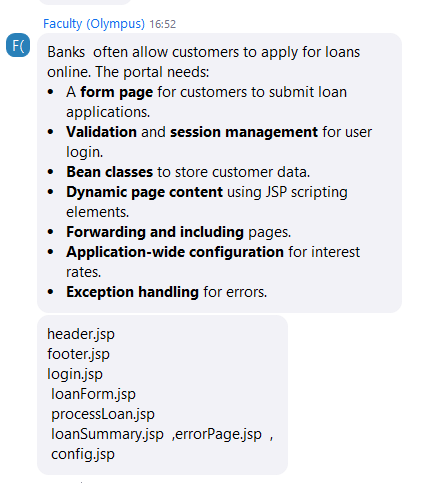 Faculty (Olympus) 16:52
F(
Banks often allow customers to apply for loans
online. The portal needs:
• A form page for customers to submit loan
applications.
• Validation and session management for user
login.
• Bean classes to store customer data.
• Dynamic page content using JSP scripting
elements.
• Forwarding and including pages.
• Application-wide configuration for interest
rates.
• Exception handling for errors.
header.jsp
footer.jsp
login.jsp
loanForm.jsp
processLoan.jsp
loanSummary.jsp ,errorPage.jsp ,
config.jsp